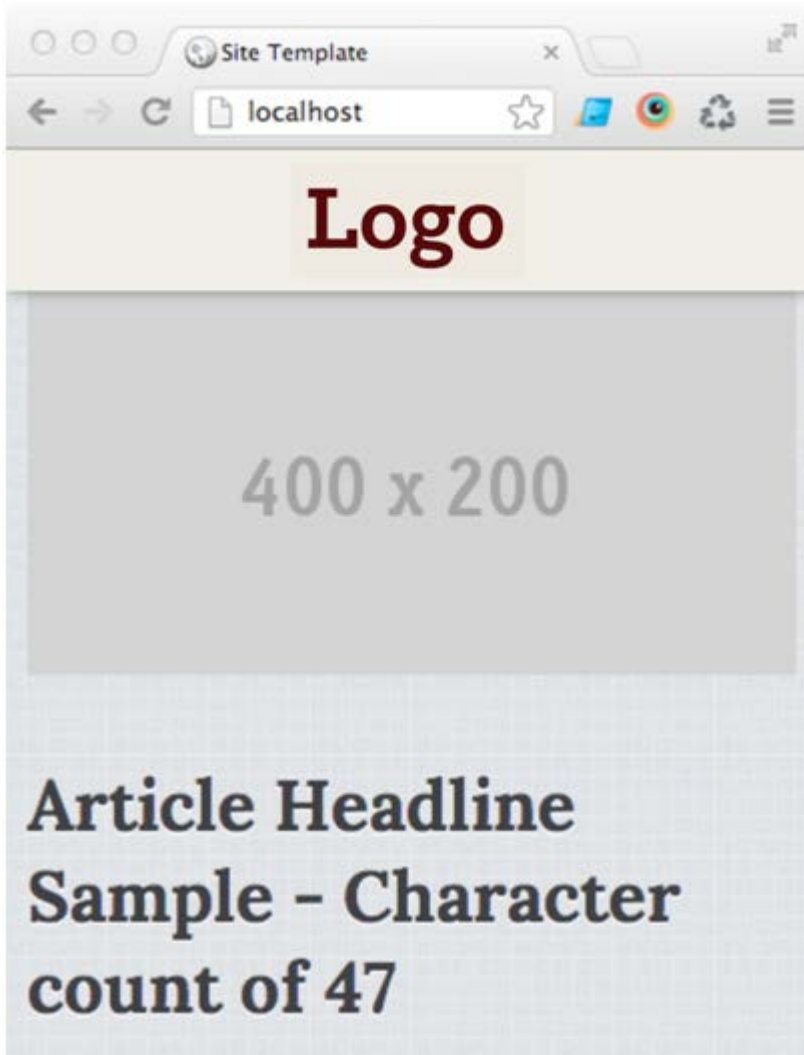 Site Template
localhost
Logo
400 x 200
Article Headline
Sample - Character
count of 47